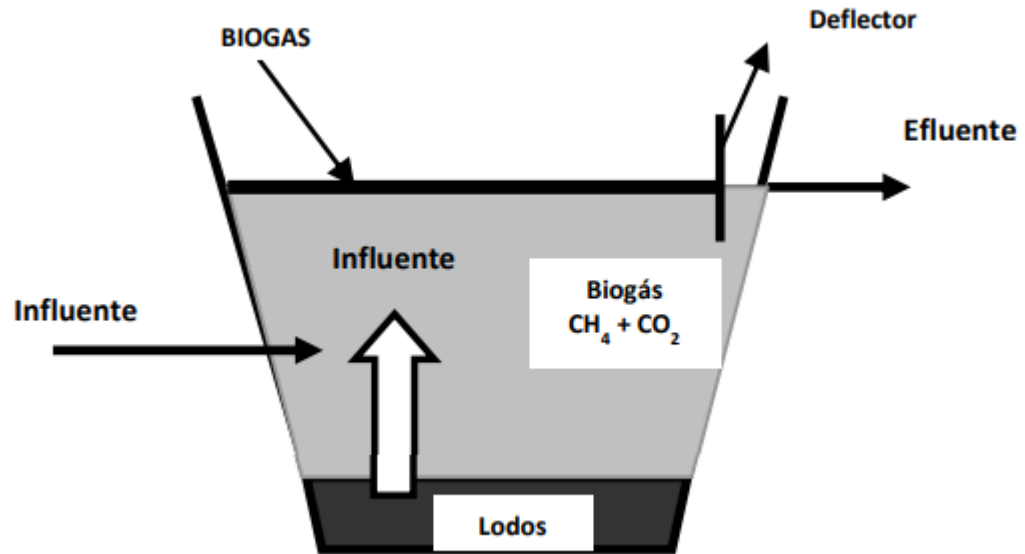 Deflector
BIOGAS
Efluente
Influente
Influente
Biogás
CH₄ + CO₂
Lodos